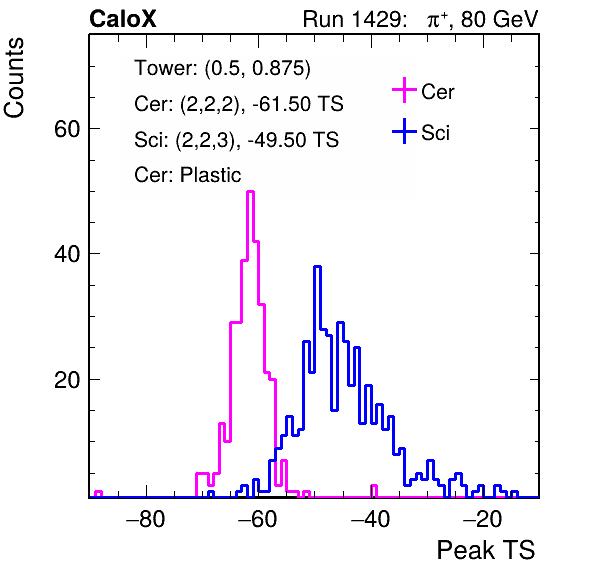 CaloX Run 1429: π⁺, 80 GeV
Counts
Tower: (0.5, 0.875)
Cer: (2,2,2), -61.50 TS
Sci: (2,2,3), -49.50 TS
Cer: Plastic
Cer
Sci
60
40
20
−80 −60 −40 −20
Peak TS